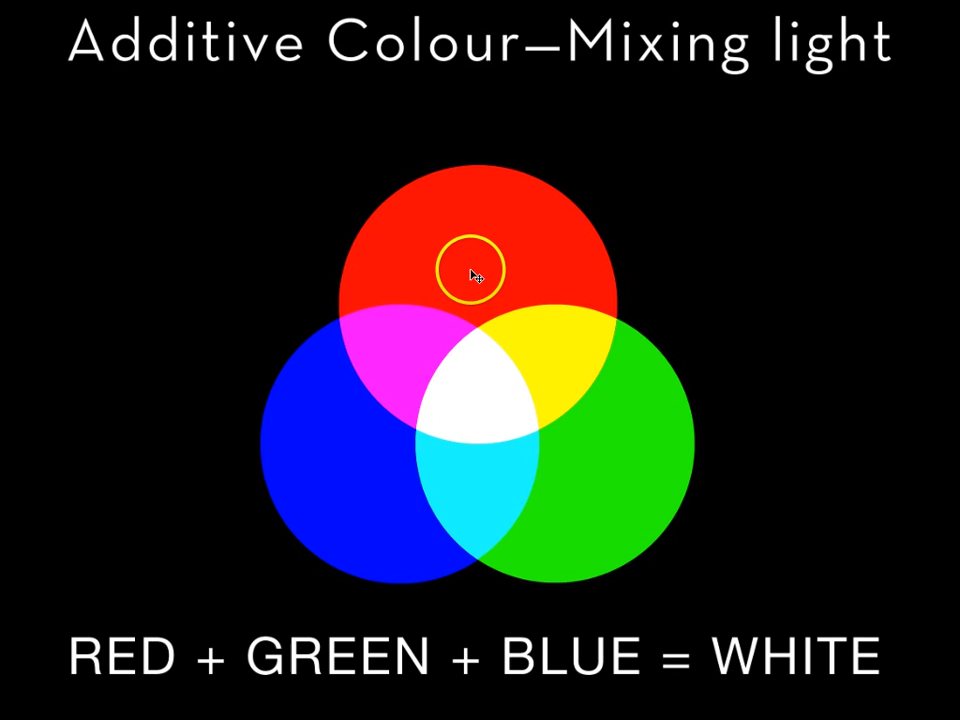 Additive Colour—Mixing light
RED + GREEN + BLUE = WHITE